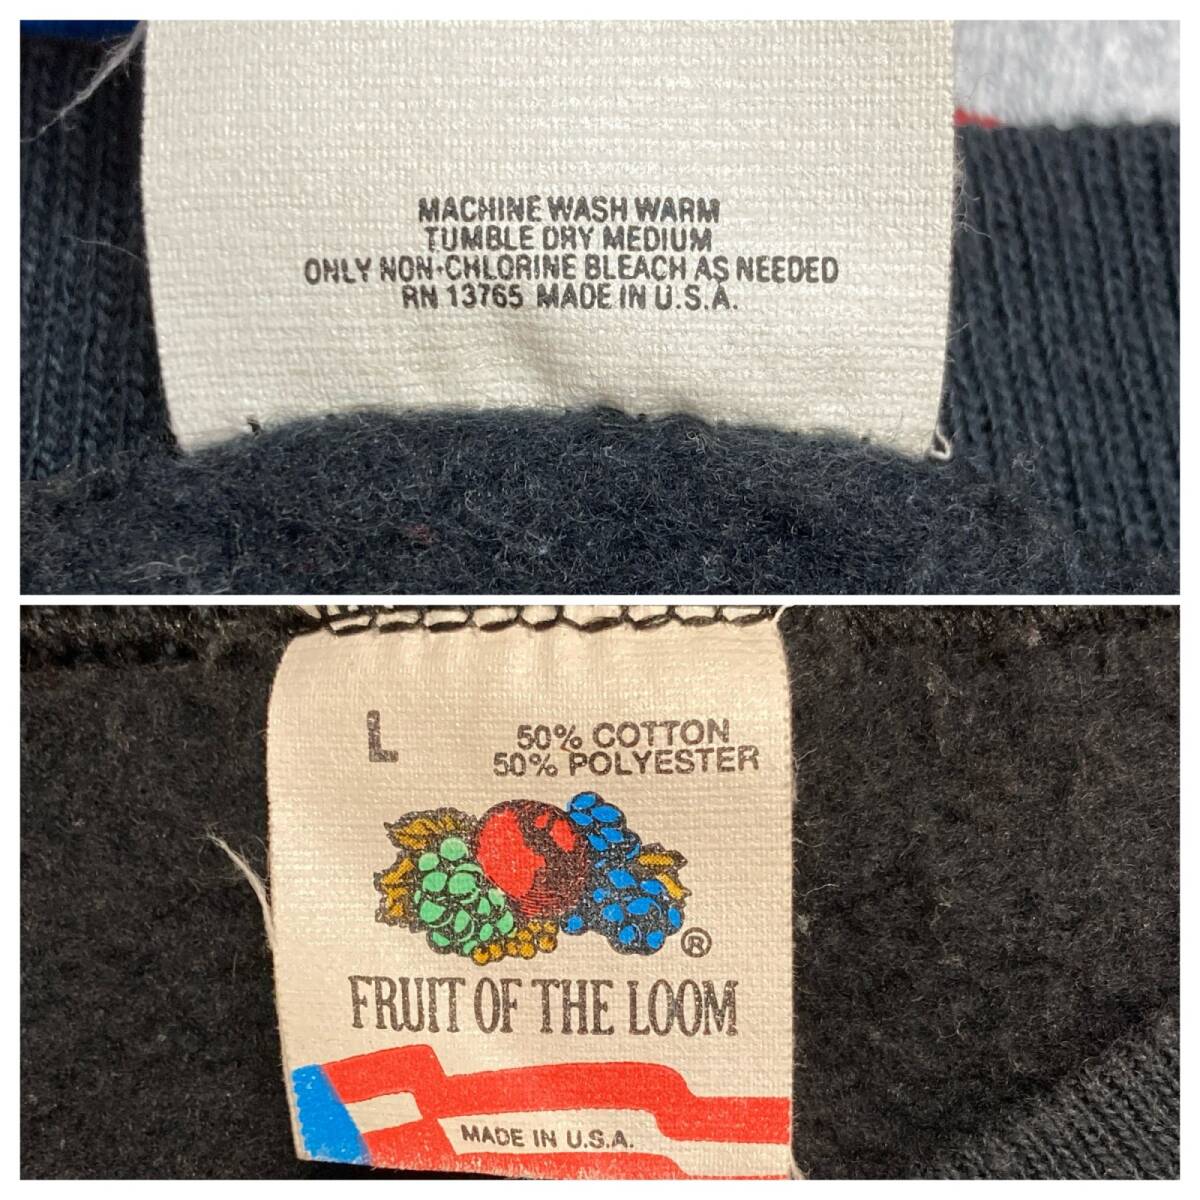 MACHINE WASH WARM
TUMBLE DRY MEDIUM
ONLY NON-CHLORINE BLEACH AS NEEDED
RN 13765 MADE IN U.S.A.
L
50% COTTON
50% POLYESTER
®
FRUIT OF THE LOOM
MADE IN U.S.A.